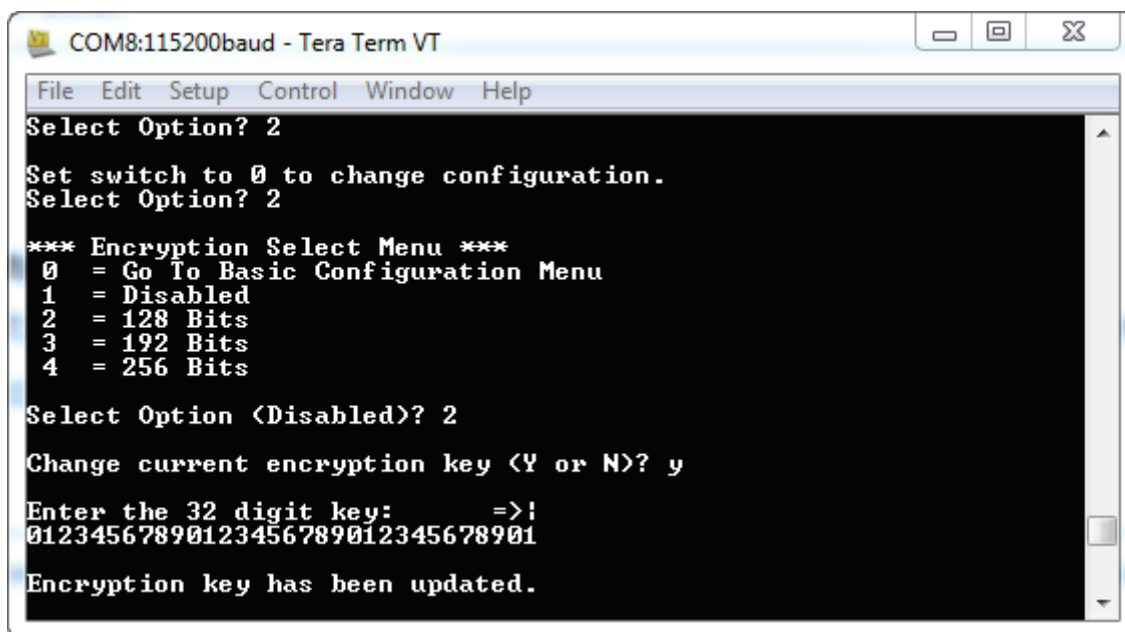 COM8:115200baud - Tera Term VT
File Edit Setup Control Window Help
Select Option? 2
Set switch to 0 to change configuration.
Select Option? 2
*** Encryption Select Menu ***
0 = Go To Basic Configuration Menu
1 = Disabled
2 = 128 Bits
3 = 192 Bits
4 = 256 Bits
Select Option (Disabled)? 2
Change current encryption key (Y or N)? y
Enter the 32 digit key: =>¦
01234567890123456789012345678901
Encryption key has been updated.